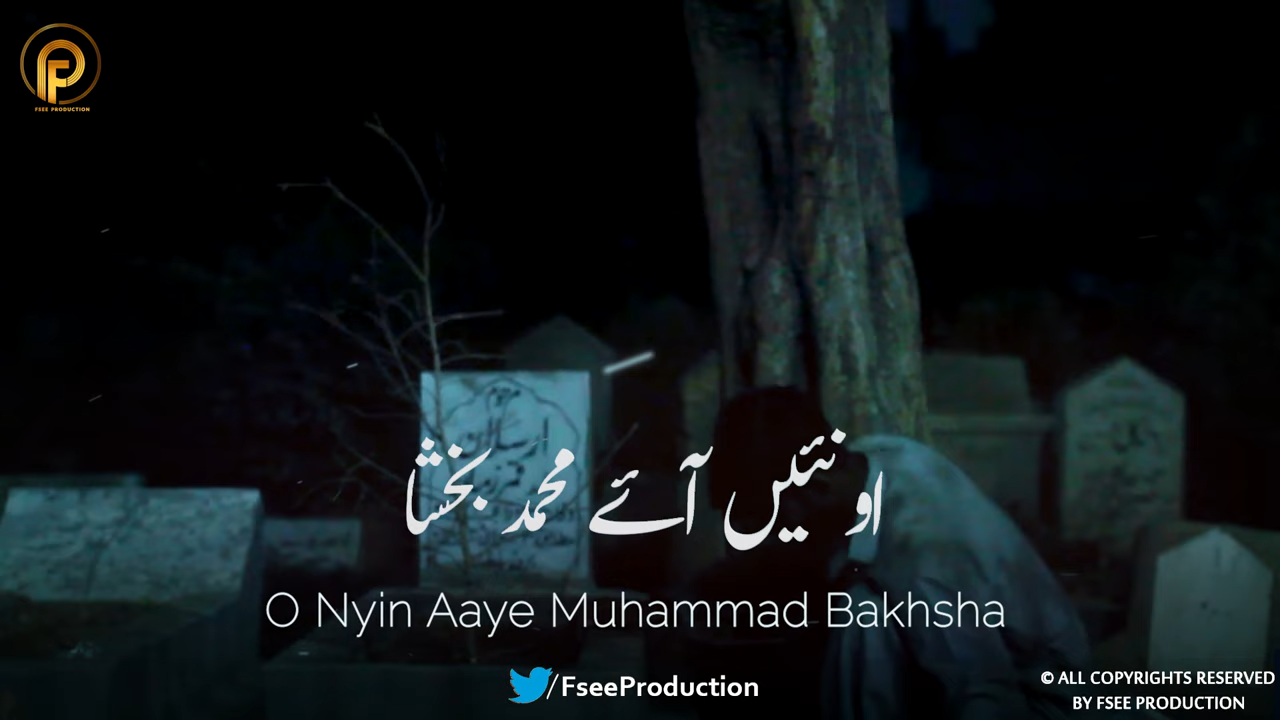 FSEE PRODUCTION
او نئیں آئے محمد بخشا
O Nyin Aaye Muhammad Bakhsha
/FseeProduction
© ALL COPYRIGHTS RESERVED
BY FSEE PRODUCTION